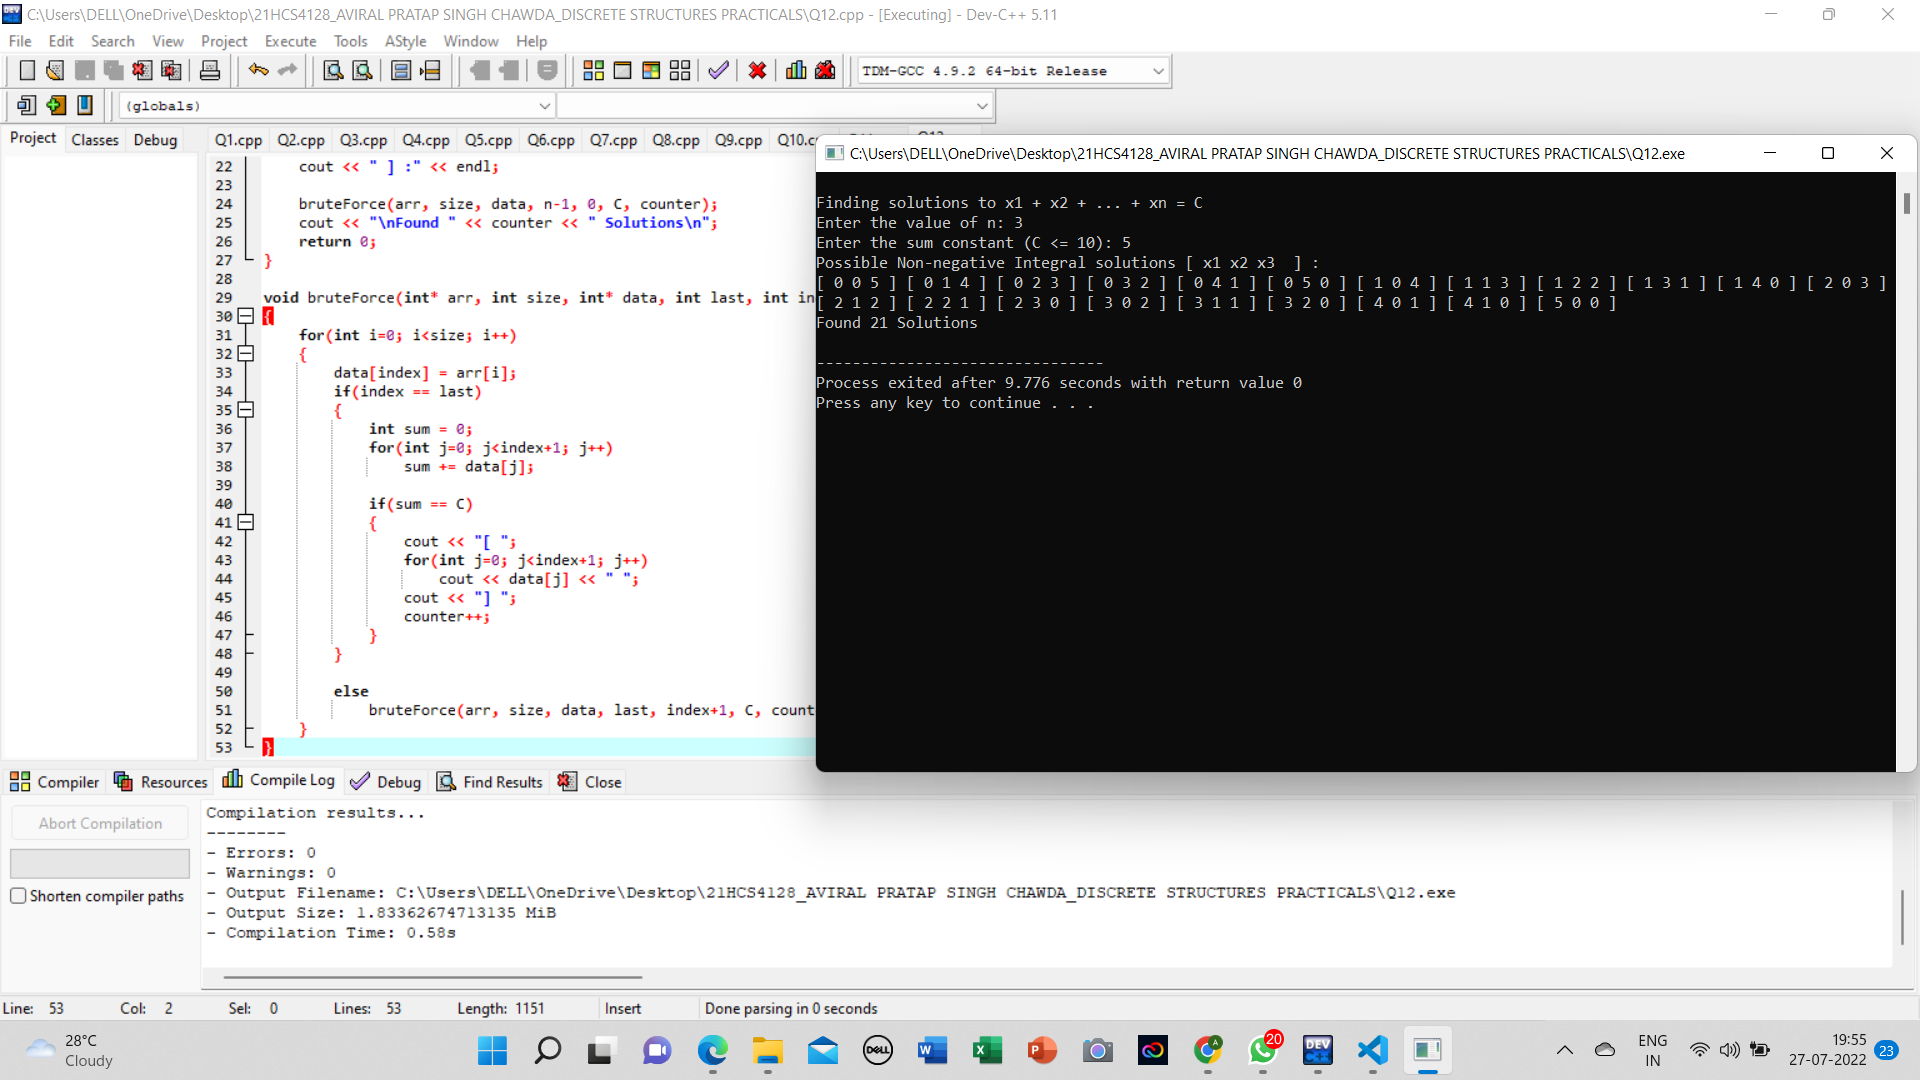 C:\Users\DELL\OneDrive\Desktop\21HCS4128_AVIRAL PRATAP SINGH CHAWDA_DISCRETE STRUCTURES PRACTICALS\Q12.cpp - [Executing] - Dev-C++ 5.11
File Edit Search View Project Execute Tools AStyle Window Help
TDM-GCC 4.9.2 64-bit Release
(globals)
Project Classes Debug
Q1.cpp Q2.cpp Q3.cpp Q4.cpp Q5.cpp Q6.cpp Q7.cpp Q8.cpp Q9.cpp
22 cout << " ] :" << endl;
23
24 bruteForce(arr, size, data, n-1, 0, C, counter);
25 cout << "\nFound " << counter << " Solutions\n";
26 return 0;
27 }
28
29 void bruteForce(int* arr, int size, int* data, int last, int in
30 {
31 for(int i=0; i<size; i++)
32 {
33 data[index] = arr[i];
34 if(index == last)
35 {
36 int sum = 0;
37 for(int j=0; j<index+1; j++)
38 sum += data[j];
39
40 if(sum == C)
41 {
42 cout << "[ ";
43 for(int j=0; j<index+1; j++)
44 cout << data[j] << " ";
45 cout << "] ";
46 counter++;
47 }
48 }
49
50 else
51 bruteForce(arr, size, data, last, index+1, C, count
52 }
53 }
C:\Users\DELL\OneDrive\Desktop\21HCS4128_AVIRAL PRATAP SINGH CHAWDA_DISCRETE STRUCTURES PRACTICALS\Q12.exe
Finding solutions to x1 + x2 + ... + xn = C
Enter the value of n: 3
Enter the sum constant (C <= 10): 5
Possible Non-negative Integral solutions [ x1 x2 x3  ] :
[ 0 0 5 ] [ 0 1 4 ] [ 0 2 3 ] [ 0 3 2 ] [ 0 4 1 ] [ 0 5 0 ] [ 1 0 4 ] [ 1 1 3 ] [ 1 2 2 ] [ 1 3 1 ] [ 1 4 0 ] [ 2 0 3 ]
[ 2 1 2 ] [ 2 2 1 ] [ 2 3 0 ] [ 3 0 2 ] [ 3 1 1 ] [ 3 2 0 ] [ 4 0 1 ] [ 4 1 0 ] [ 5 0 0 ]
Found 21 Solutions
--------------------------------
Process exited after 9.776 seconds with return value 0
Press any key to continue . . .
Compiler Resources Compile Log Debug Find Results Close
Abort Compilation
Shorten compiler paths
Compilation results...
--------
- Errors: 0
- Warnings: 0
- Output Filename: C:\Users\DELL\OneDrive\Desktop\21HCS4128_AVIRAL PRATAP SINGH CHAWDA_DISCRETE STRUCTURES PRACTICALS\Q12.exe
- Output Size: 1.83362674713135 MiB
- Compilation Time: 0.58s
Line: 53 Col: 2 Sel: 0 Lines: 53 Length: 1151 Insert Done parsing in 0 seconds
28°C
Cloudy
DELL
20
DEV
ENG
IN
19:55
27-07-2022
23